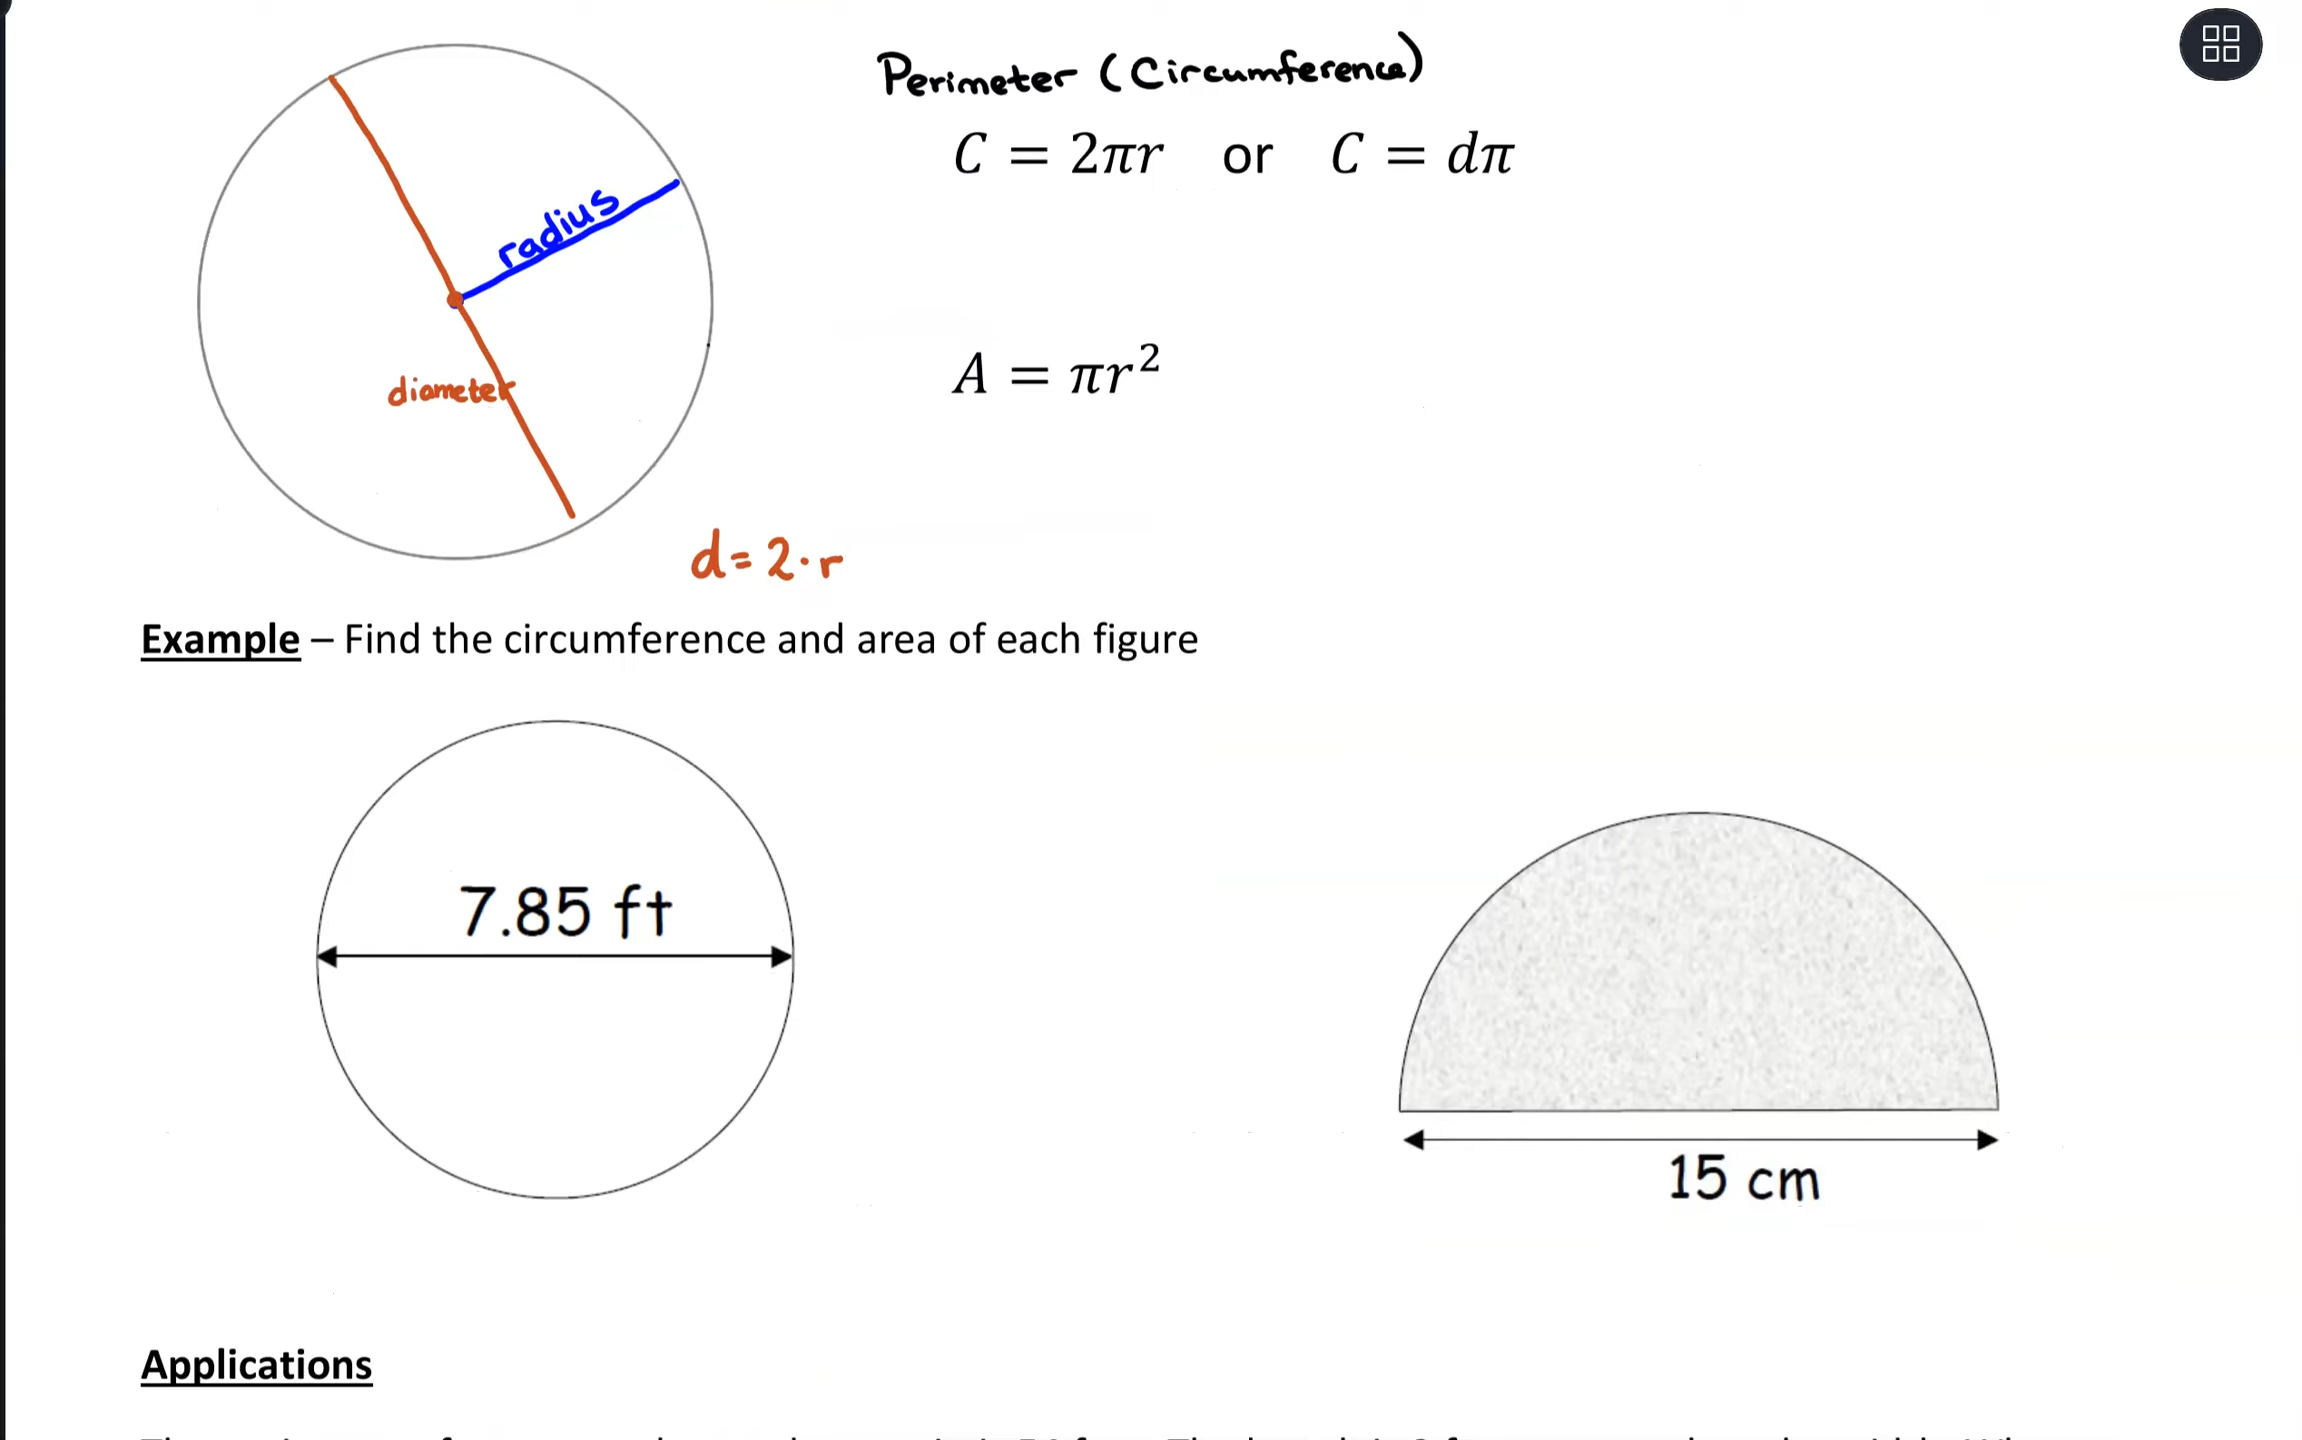 Perimeter (Circumference)
C = 2πr or C = dπ
radius
A = πr²
diameter
d = 2·r
Example – Find the circumference and area of each figure
7.85 ft
15 cm
Applications